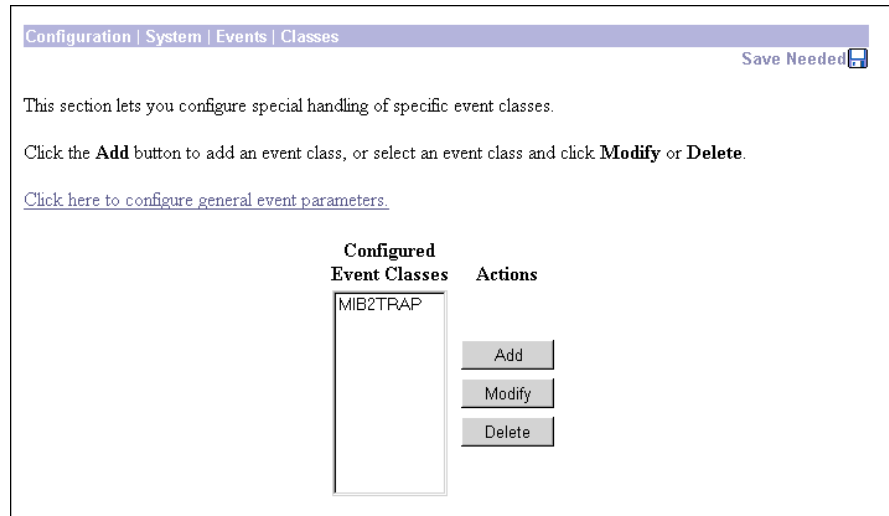 Configuration | System | Events | Classes
Save Needed
This section lets you configure special handling of specific event classes.
Click the Add button to add an event class, or select an event class and click Modify or Delete.
Click here to configure general event parameters.
Configured
Event Classes
Actions
MIB2TRAP
Add
Modify
Delete